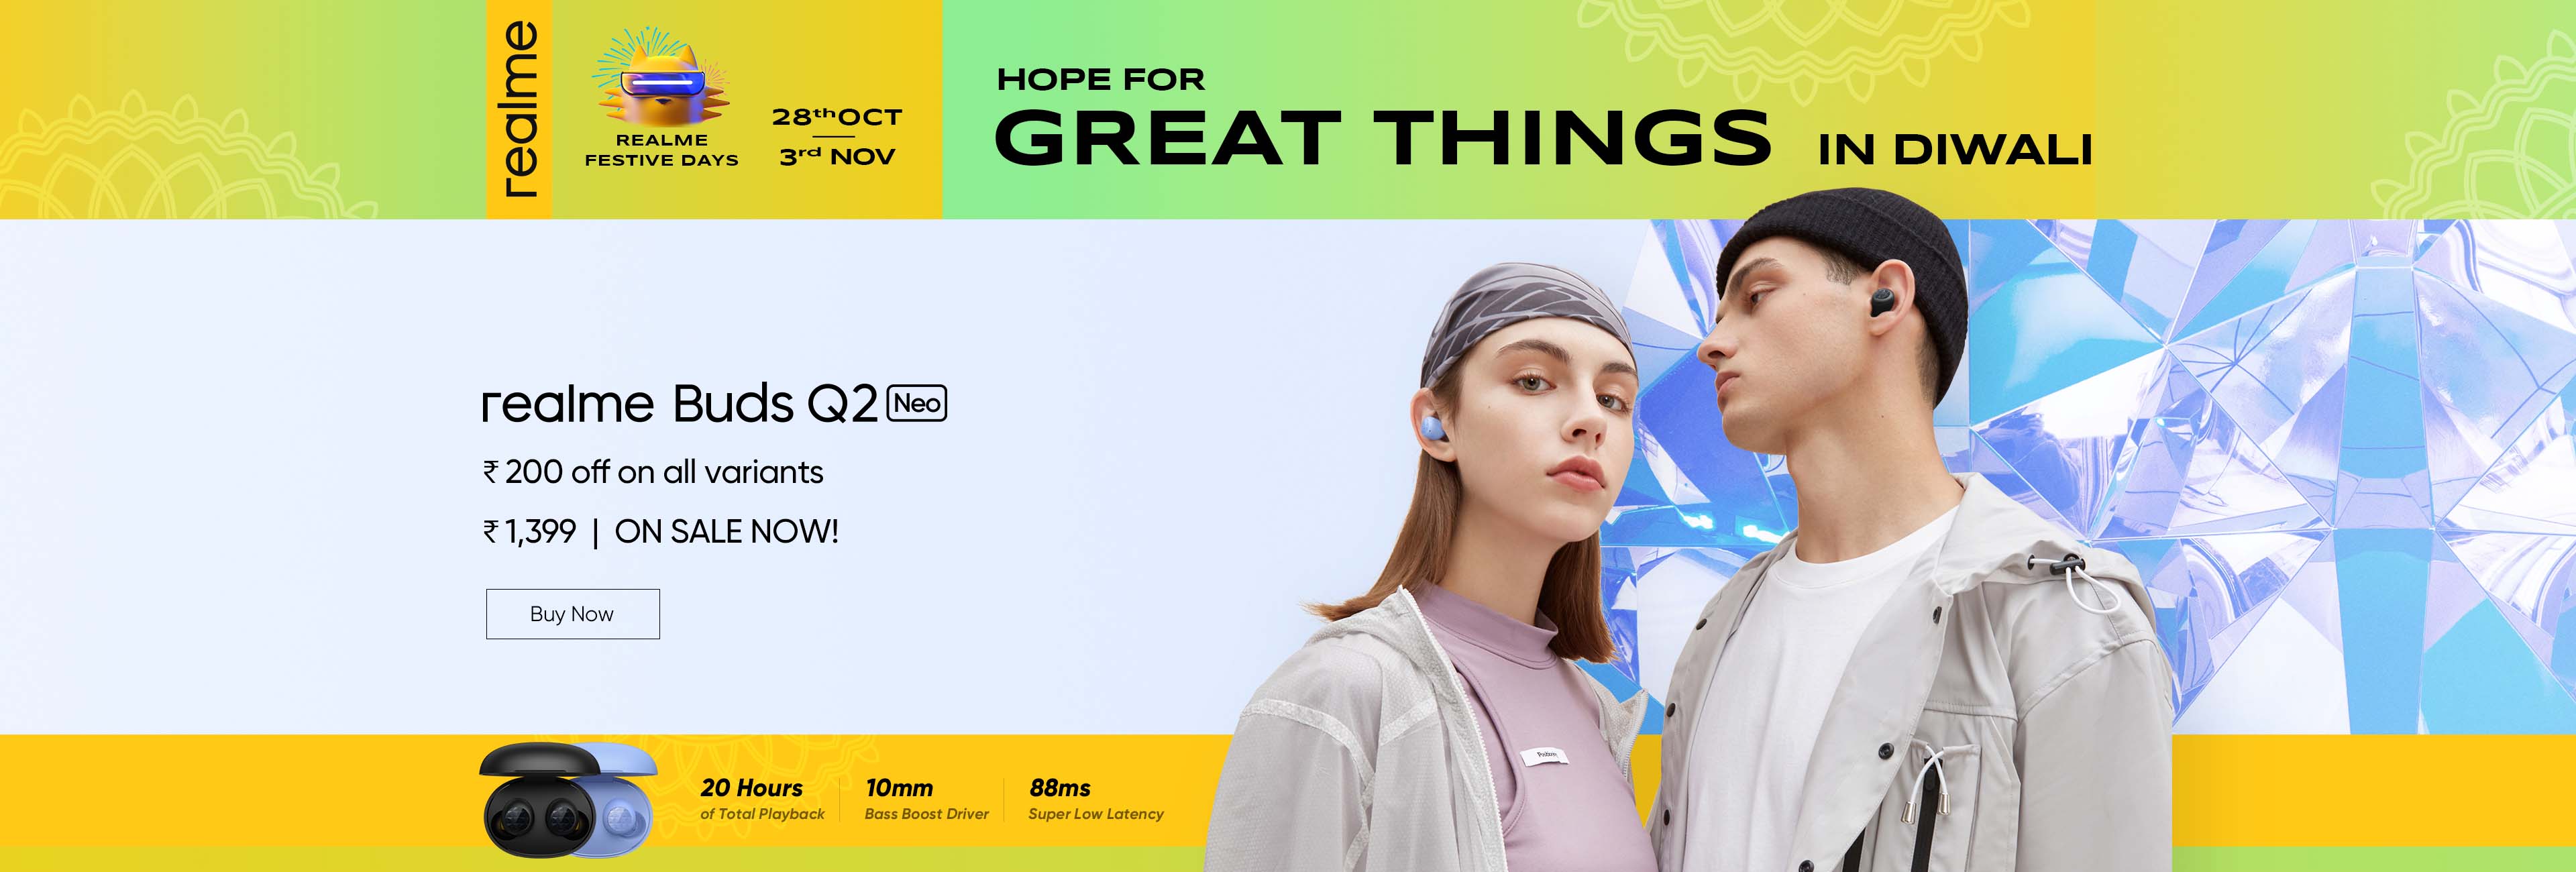 realme
REALME
FESTIVE DAYS
28thOCT
3rd NOV
HOPE FOR
GREAT THINGS IN DIWALI
realme Buds Q2 Neo
₹ 200 off on all variants
₹ 1,399 | ON SALE NOW!
Buy Now
20 Hours
of Total Playback
10mm
Bass Boost Driver
88ms
Super Low Latency